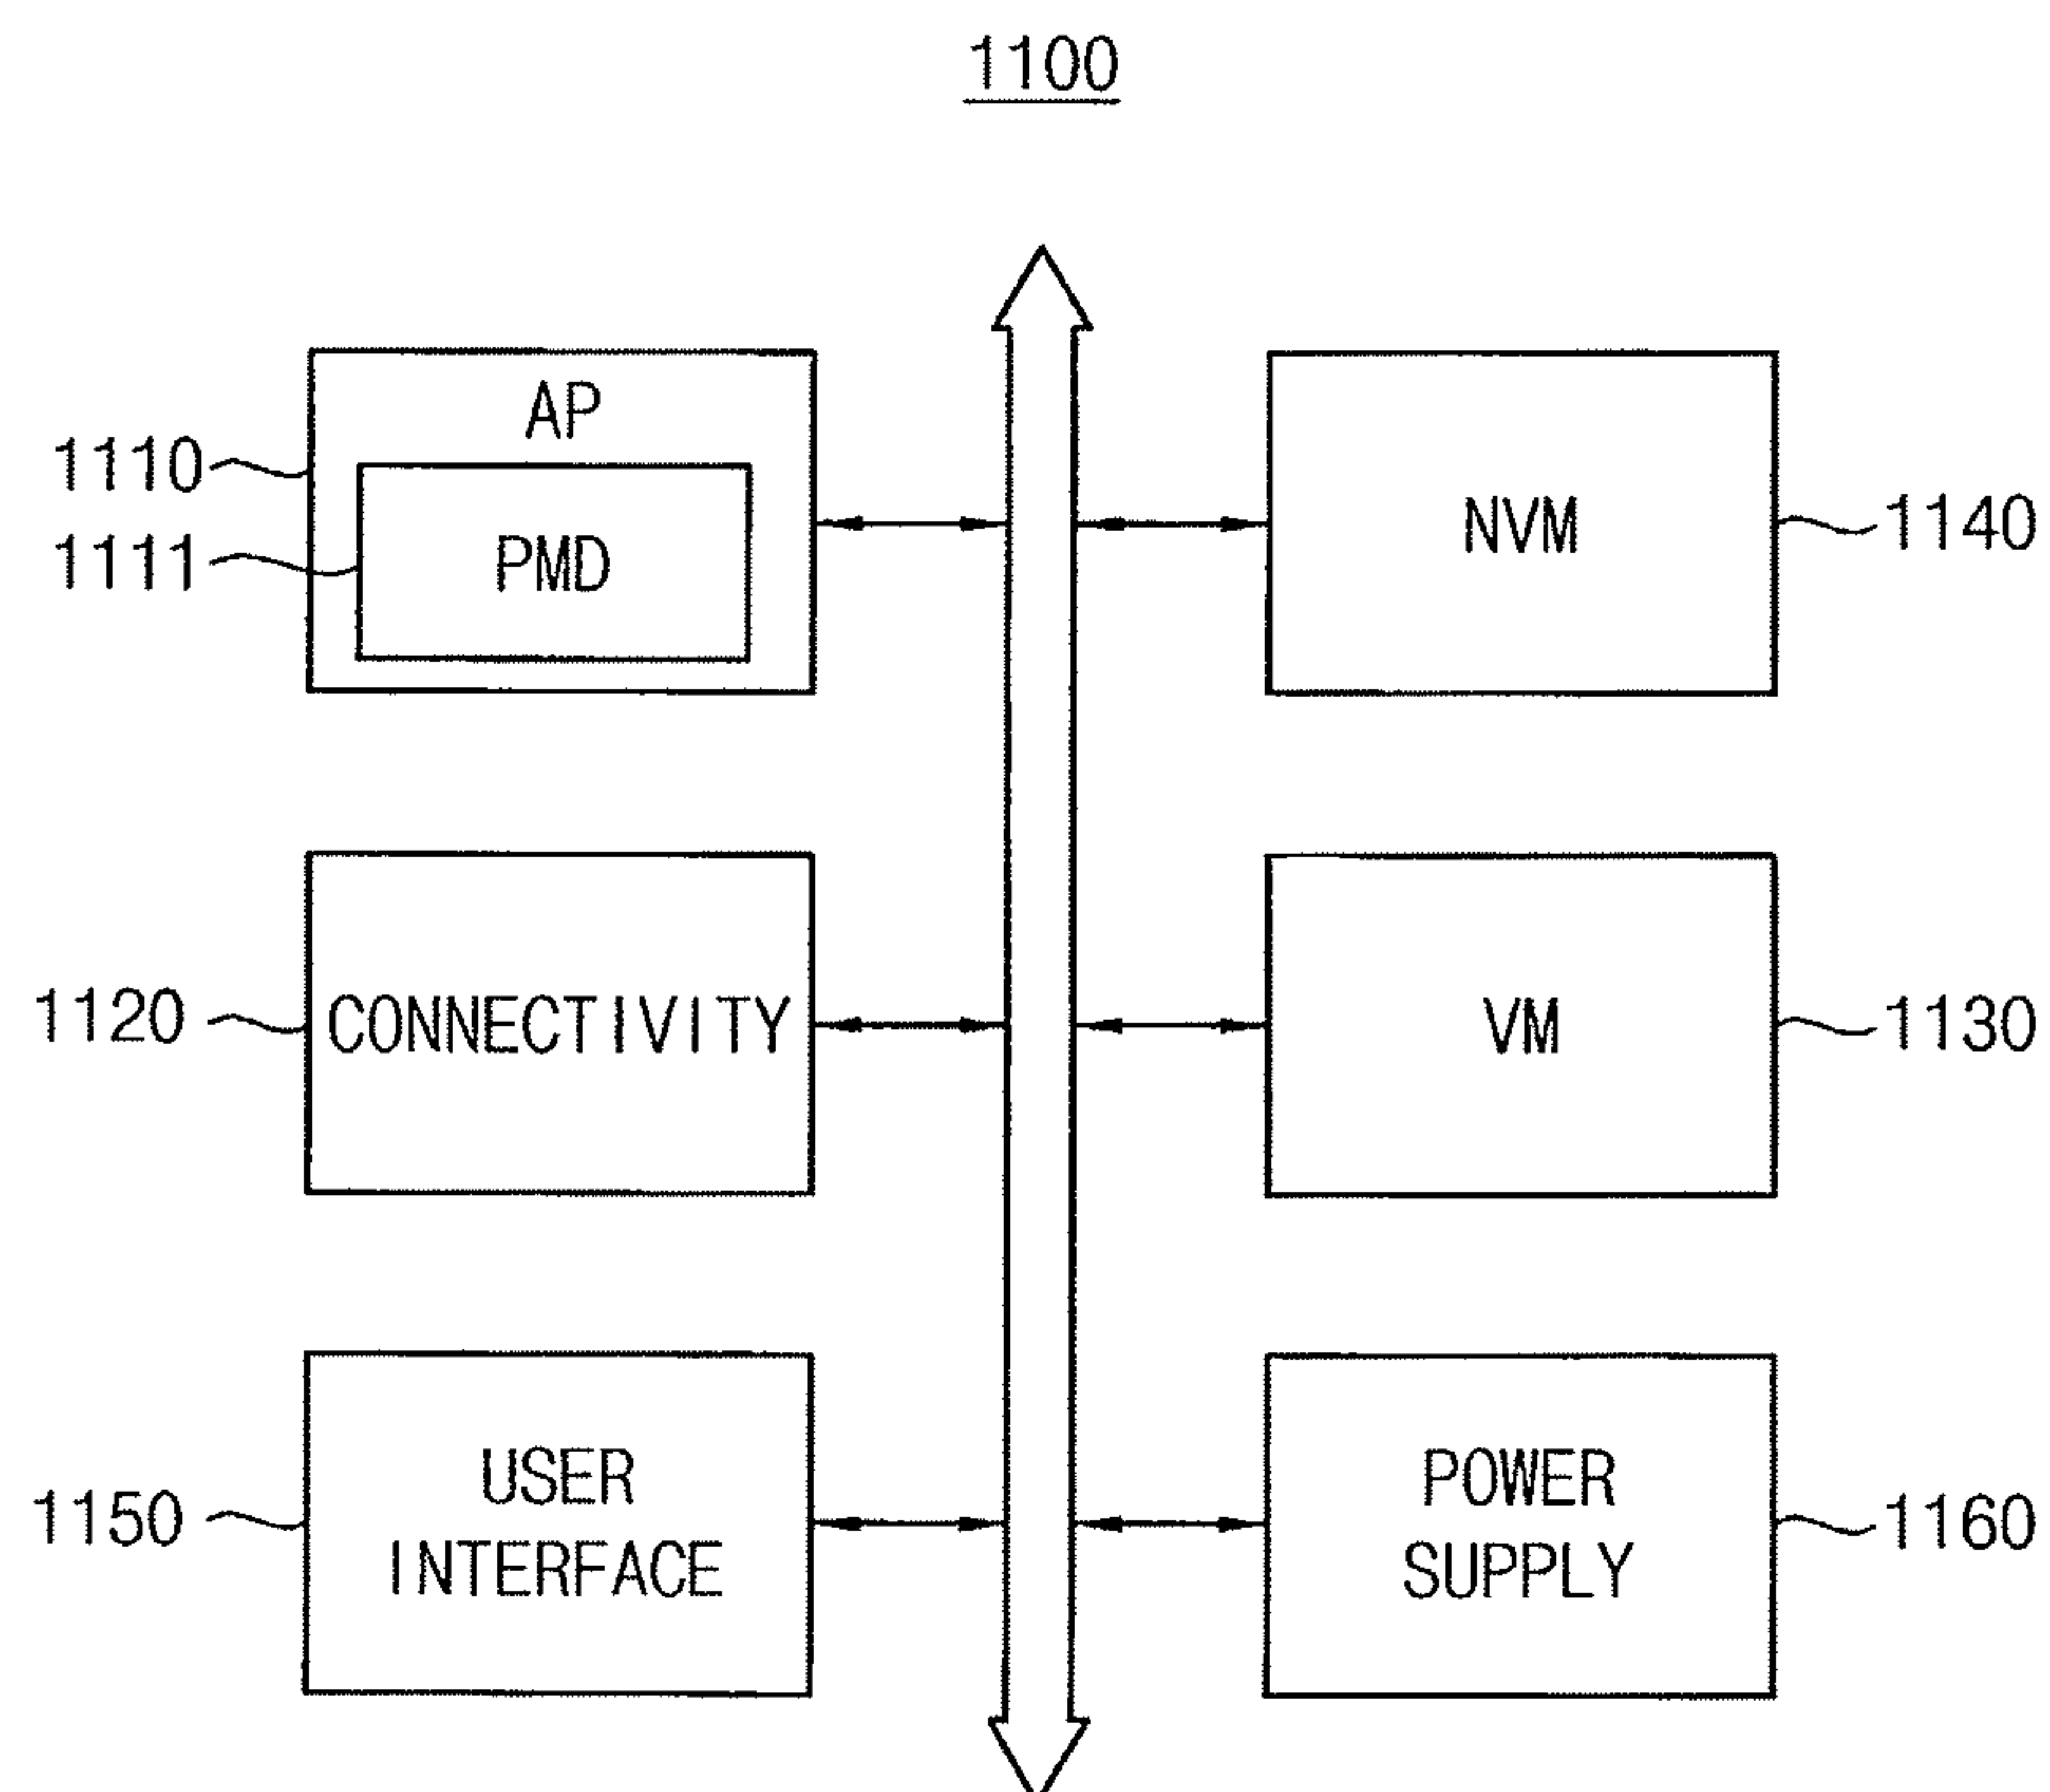 1100
AP
1110
PMD
1111
NVM
1140
CONNECTIVITY
1120
VM
1130
USER
INTERFACE
1150
POWER
SUPPLY
1160